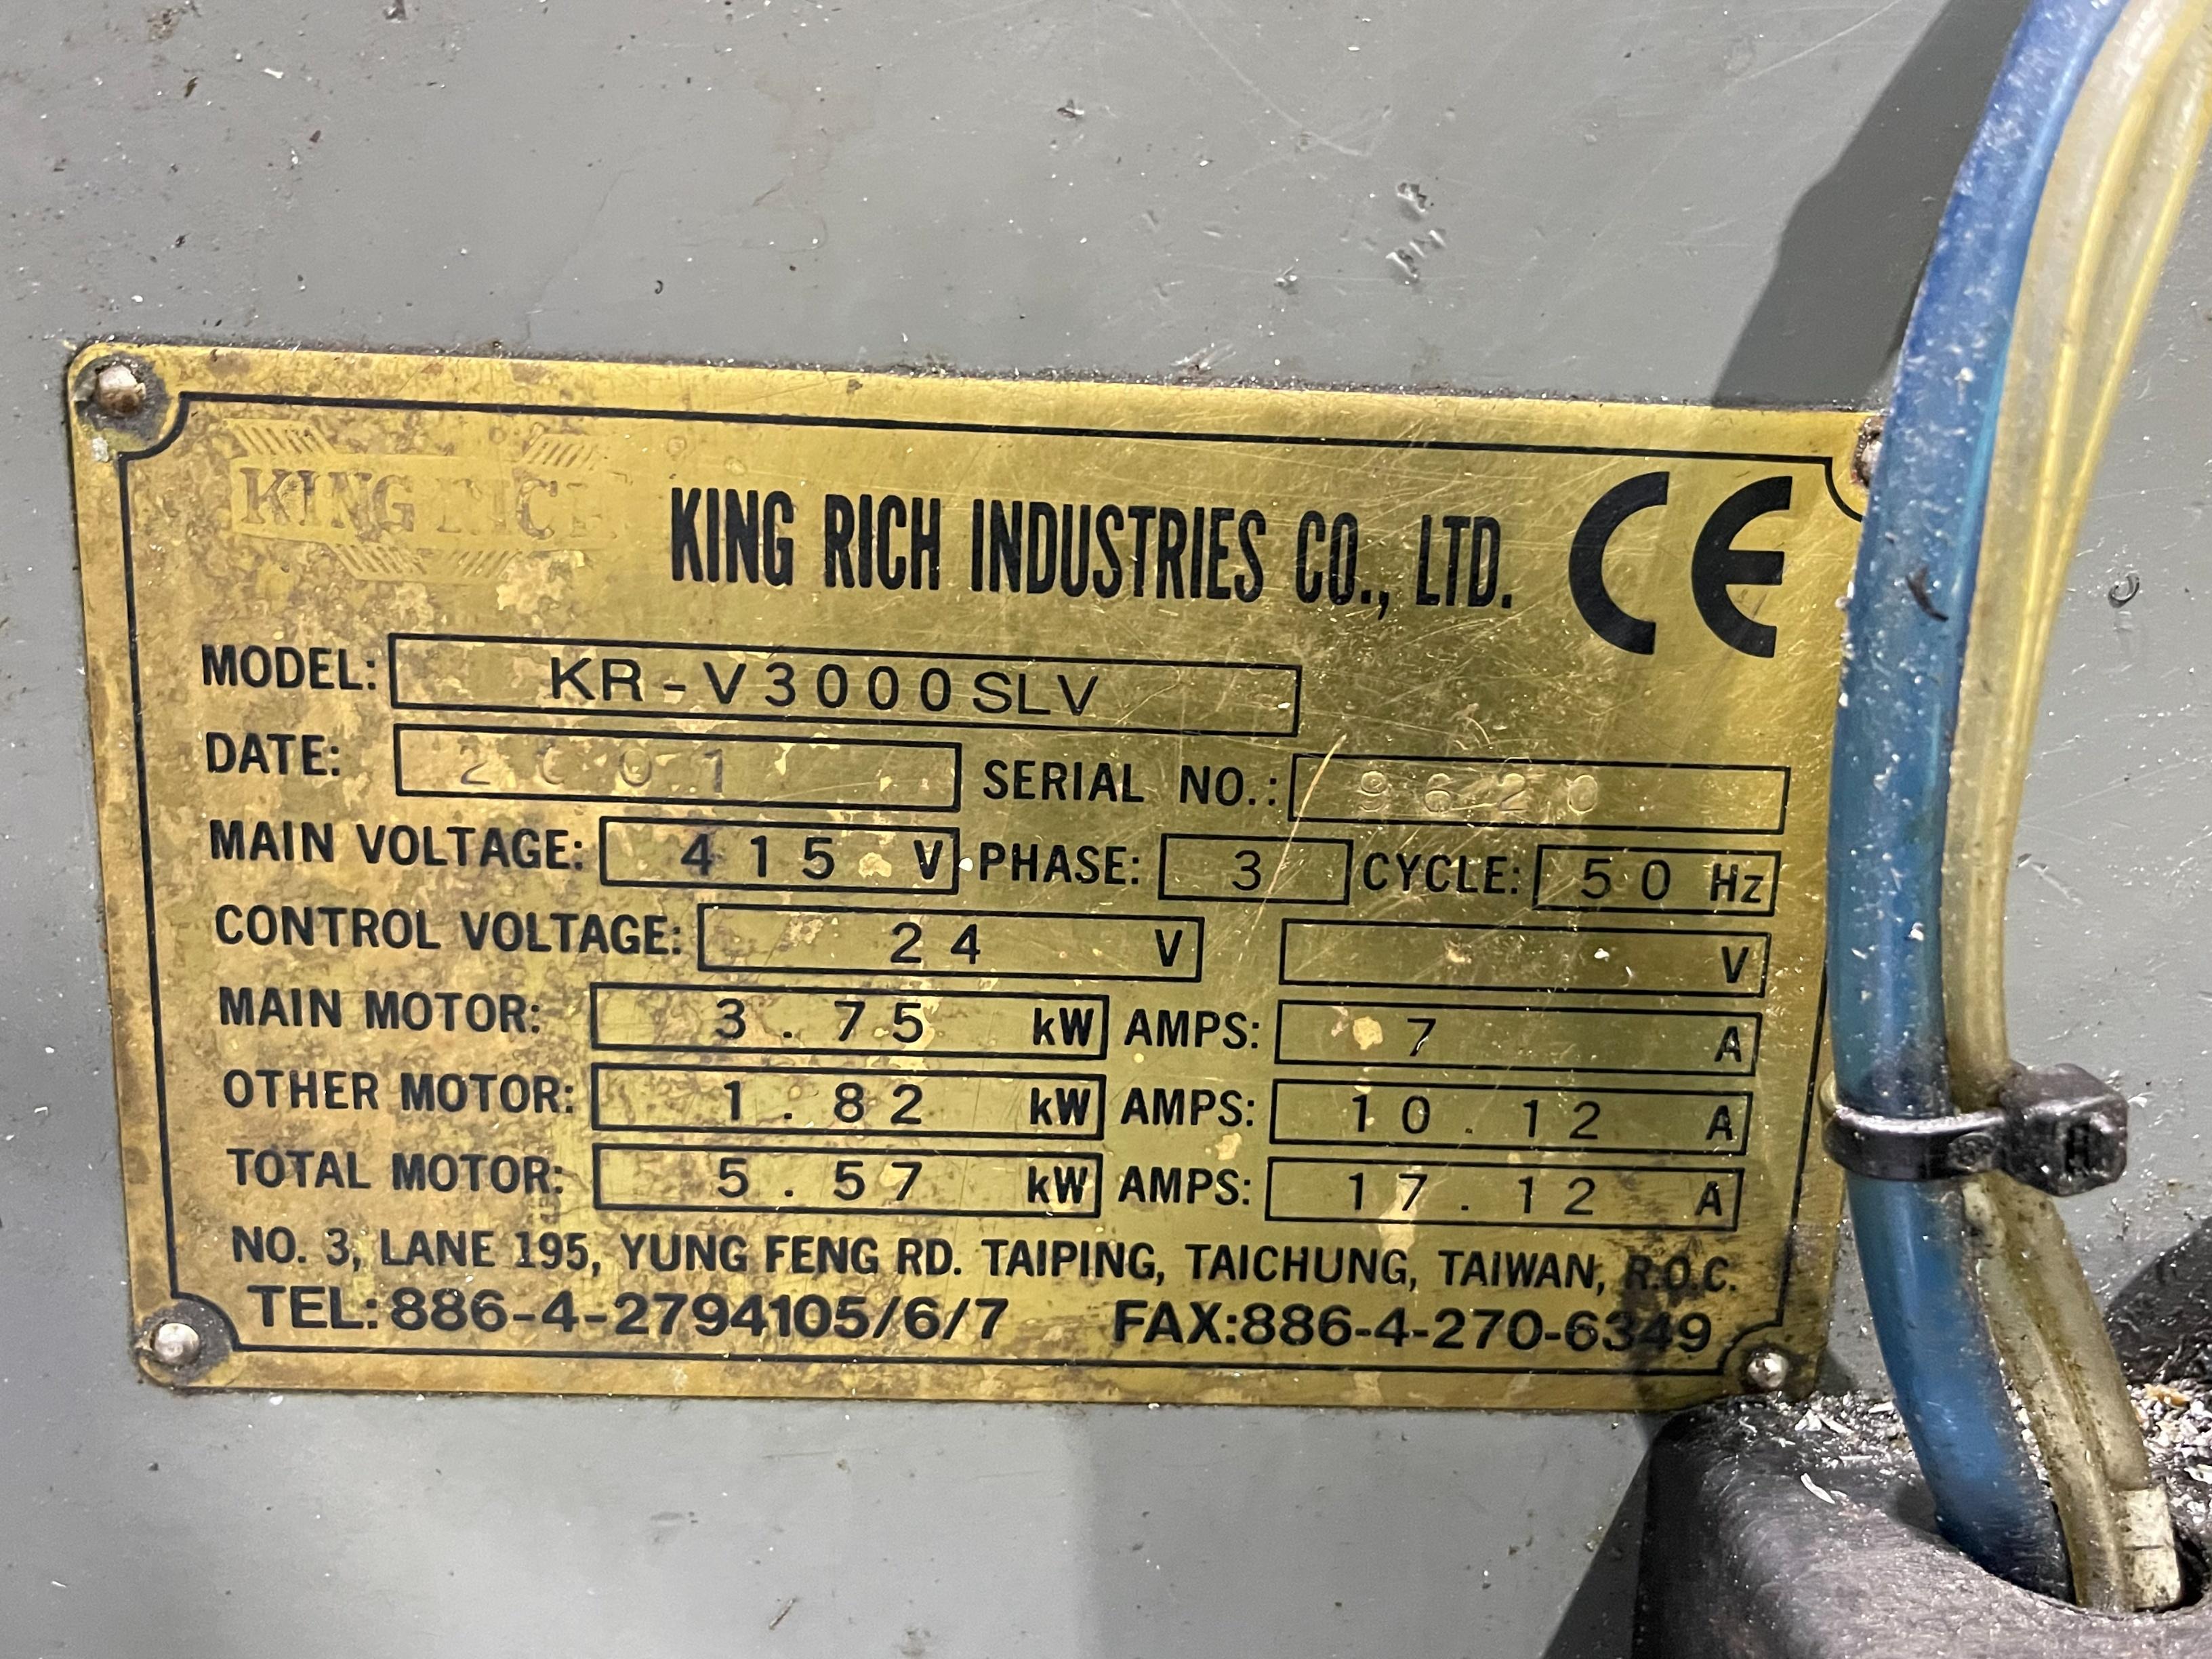 KING RICH
KING RICH INDUSTRIES CO., LTD. CE
MODEL: KR-V3000SLV
DATE: 2001 SERIAL NO.: 9620
MAIN VOLTAGE: 415 V PHASE: 3 CYCLE: 50 Hz
CONTROL VOLTAGE: 24 V V
MAIN MOTOR: 3.75 kW AMPS: 7 A
OTHER MOTOR: 1.82 kW AMPS: 10.12 A
TOTAL MOTOR: 5.57 kW AMPS: 17.12 A
NO. 3, LANE 195, YUNG FENG RD. TAIPING, TAICHUNG, TAIWAN, R.O.C.
TEL:886-4-2794105/6/7 FAX:886-4-270-6349